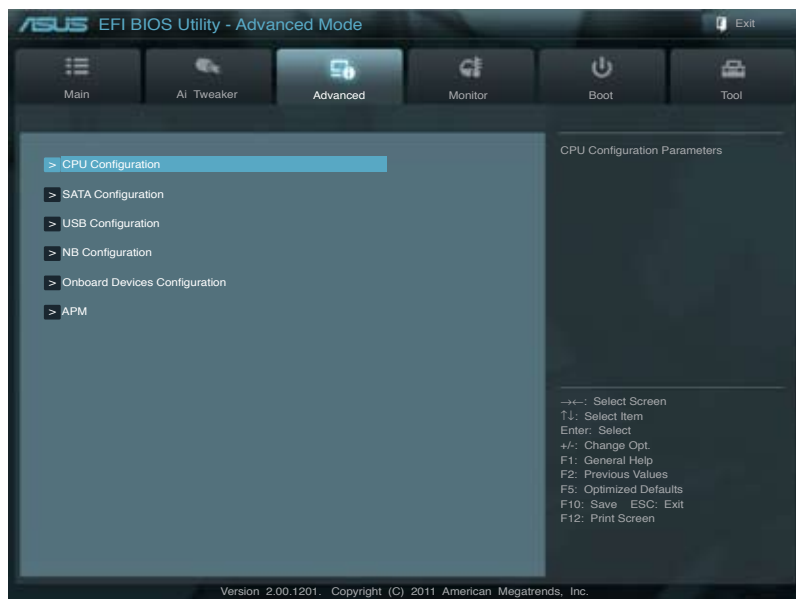 ASUS EFI BIOS Utility - Advanced Mode
Exit
Main
Ai Tweaker
Advanced
Monitor
Boot
Tool
> CPU Configuration
> SATA Configuration
> USB Configuration
> NB Configuration
> Onboard Devices Configuration
> APM
CPU Configuration Parameters
→←: Select Screen
↑↓: Select Item
Enter: Select
+/-: Change Opt.
F1: General Help
F2: Previous Values
F5: Optimized Defaults
F10: Save ESC: Exit
F12: Print Screen
Version 2.00.1201. Copyright (C) 2011 American Megatrends, Inc.